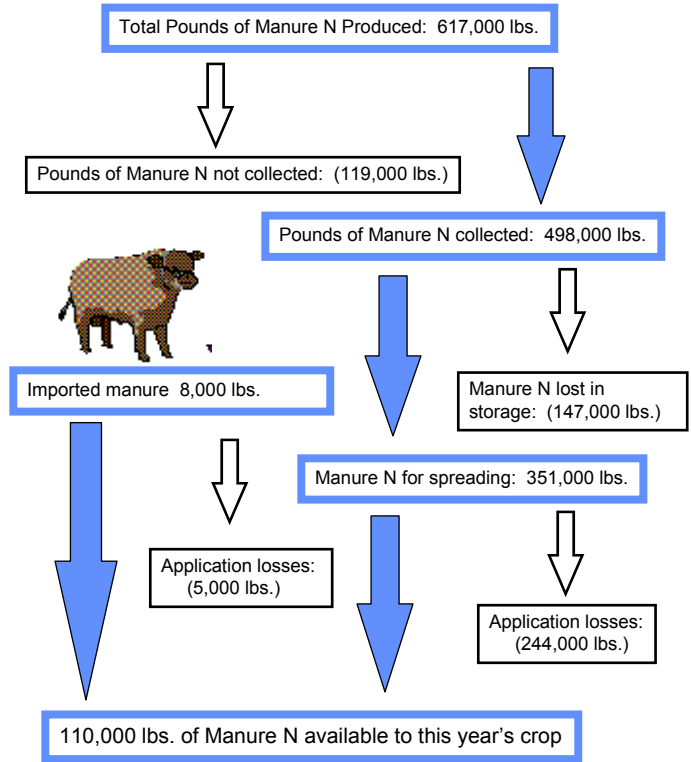 Total Pounds of Manure N Produced: 617,000 lbs.
Pounds of Manure N not collected: (119,000 lbs.)
Pounds of Manure N collected: 498,000 lbs.
Imported manure 8,000 lbs.
Manure N lost in
storage: (147,000 lbs.)
Manure N for spreading: 351,000 lbs.
Application losses:
(5,000 lbs.)
Application losses:
(244,000 lbs.)
110,000 lbs. of Manure N available to this year's crop